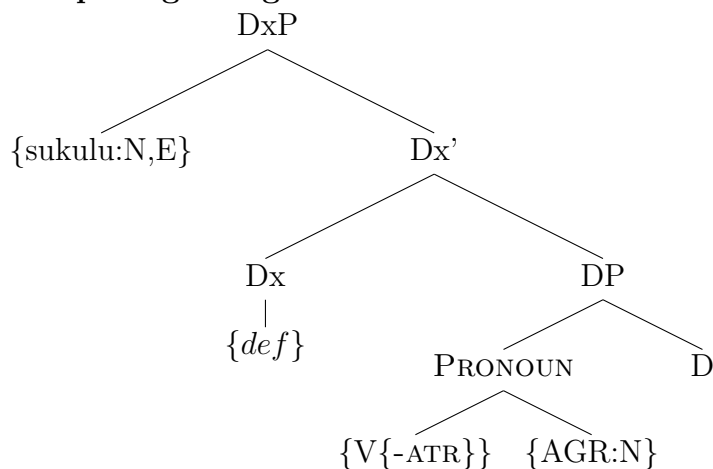 DxP
{sukulu:N,E} Dx'
Dx DP
{def}
PRONOUN D
{V{-ATR}} {AGR:N}